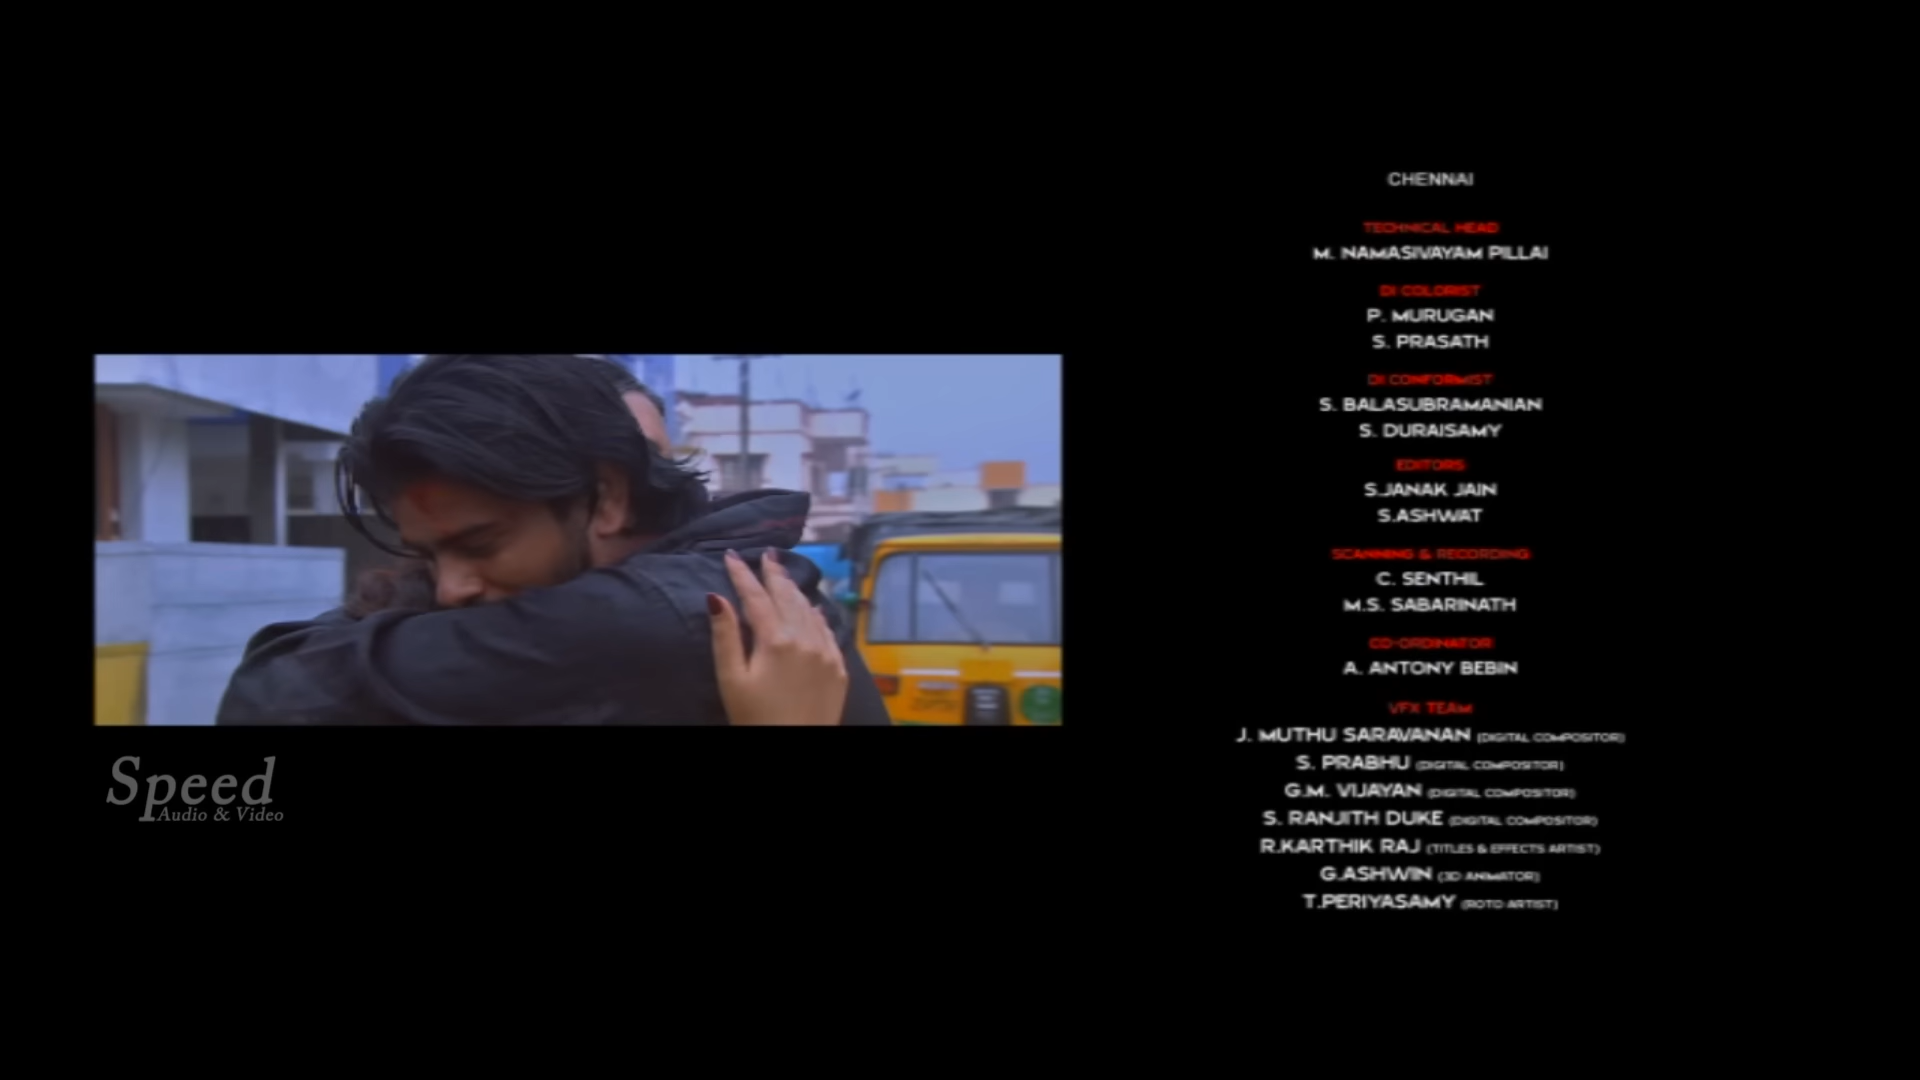 CHENNAI
TECHNICAL HEAD
M. NAMASIVAYAM PILLAI
DI COLORIST
P. MURUGAN
S. PRASATH
DI CONFORMIST
S. BALASUBRAMANIAN
S. DURAISAMY
EDITORS
S.JANAK JAIN
S.ASHWAT
SCANNING & RECORDING
C. SENTHIL
M.S. SABARINATH
CO-ORDINATOR
A. ANTONY BEBIN
VFX TEAM
J. MUTHU SARAVANAN (DIGITAL COMPOSITOR)
S. PRABHU (DIGITAL COMPOSITOR)
G.M. VIJAYAN (DIGITAL COMPOSITOR)
S. RANJITH DUKE (DIGITAL COMPOSITOR)
R.KARTHIK RAJ (TITLES & EFFECTS ARTIST)
G.ASHWIN (3D ANIMATOR)
T.PERIYASAMY (ROTO ARTIST)
Speed
Audio & Video